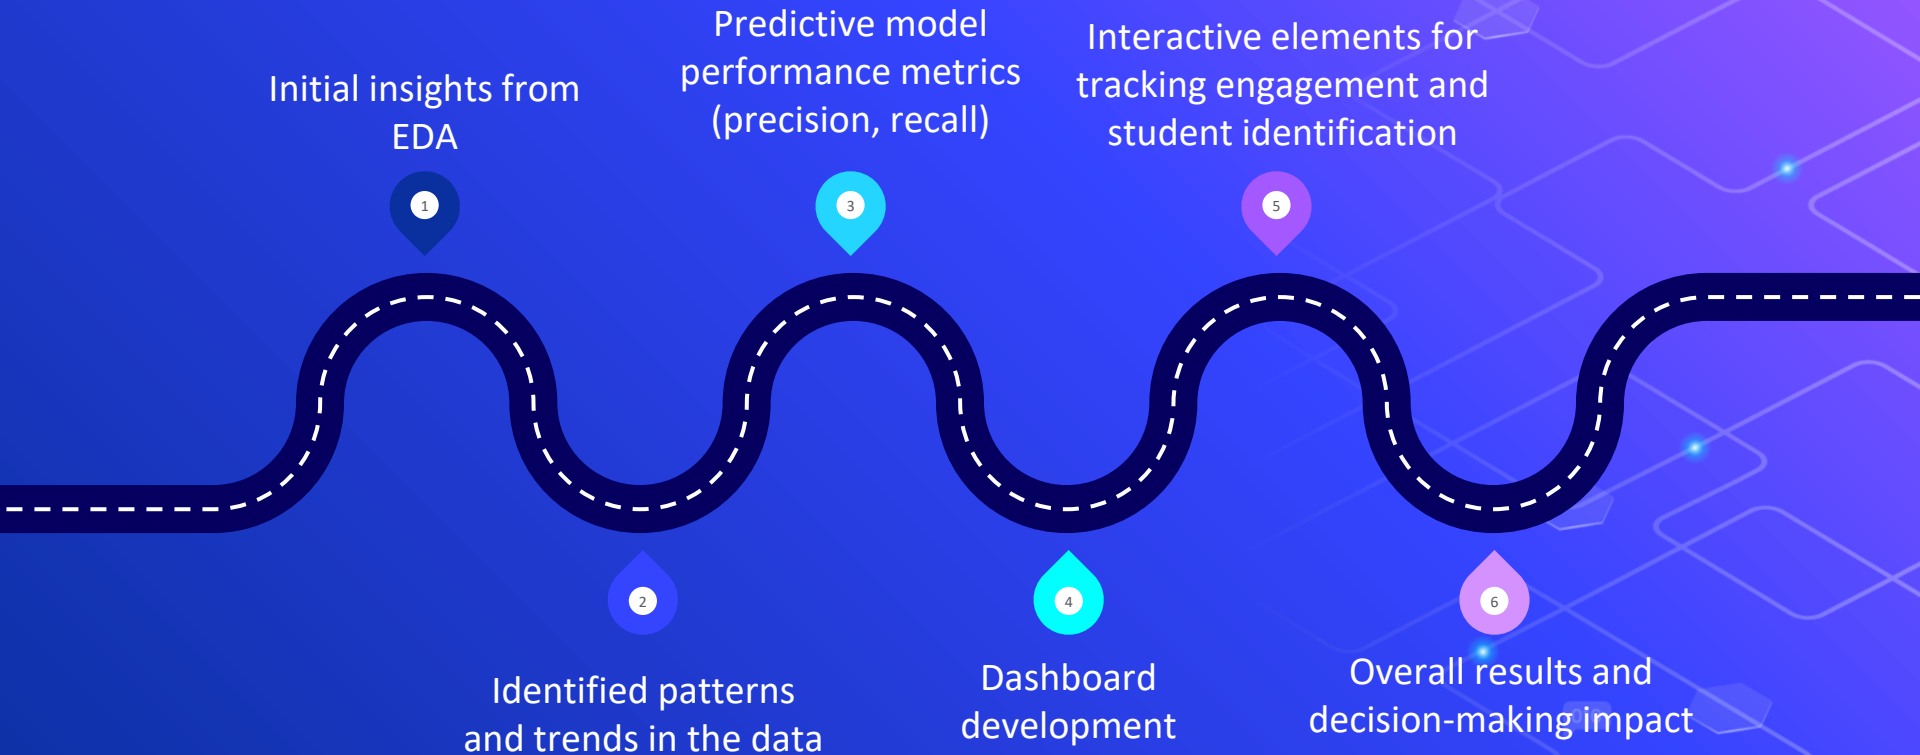 Initial insights from
EDA
1
Identified patterns
and trends in the data
2
Predictive model
performance metrics
(precision, recall)
3
Dashboard
development
4
Interactive elements for
tracking engagement and
student identification
5
Overall results and
decision-making impact
6